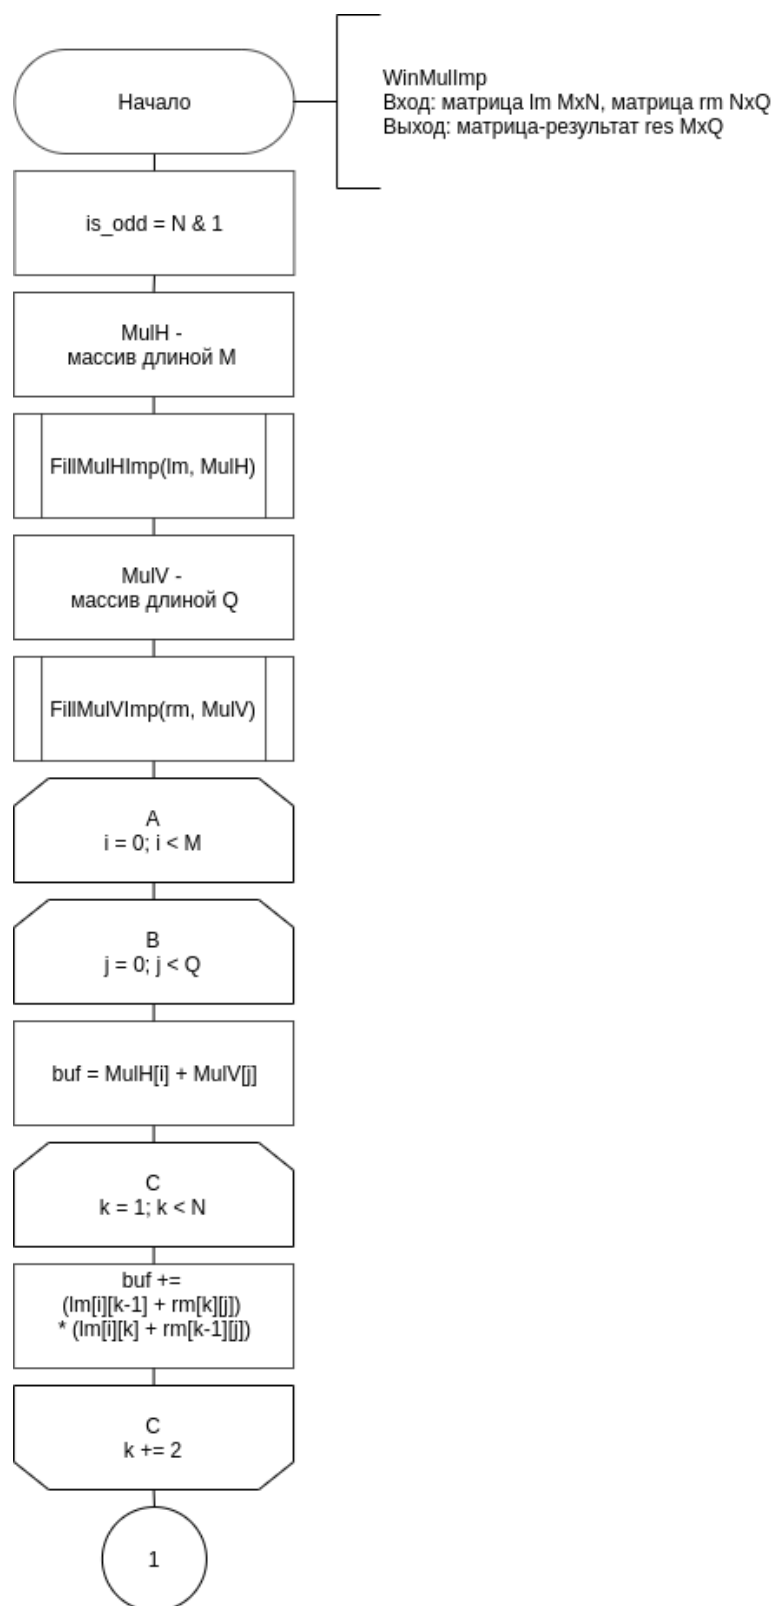 Начало
WinMulImp
Вход: матрица lm MxN, матрица rm NxQ
Выход: матрица-результат res MxQ
is_odd = N & 1
MulH -
массив длиной M
FillMulHImp(lm, MulH)
MulV -
массив длиной Q
FillMulVImp(rm, MulV)
A
i = 0; i < M
B
j = 0; j < Q
buf = MulH[i] + MulV[j]
C
k = 1; k < N
buf +=
(lm[i][k-1] + rm[k][j])
* (lm[i][k] + rm[k-1][j])
C
k += 2
1